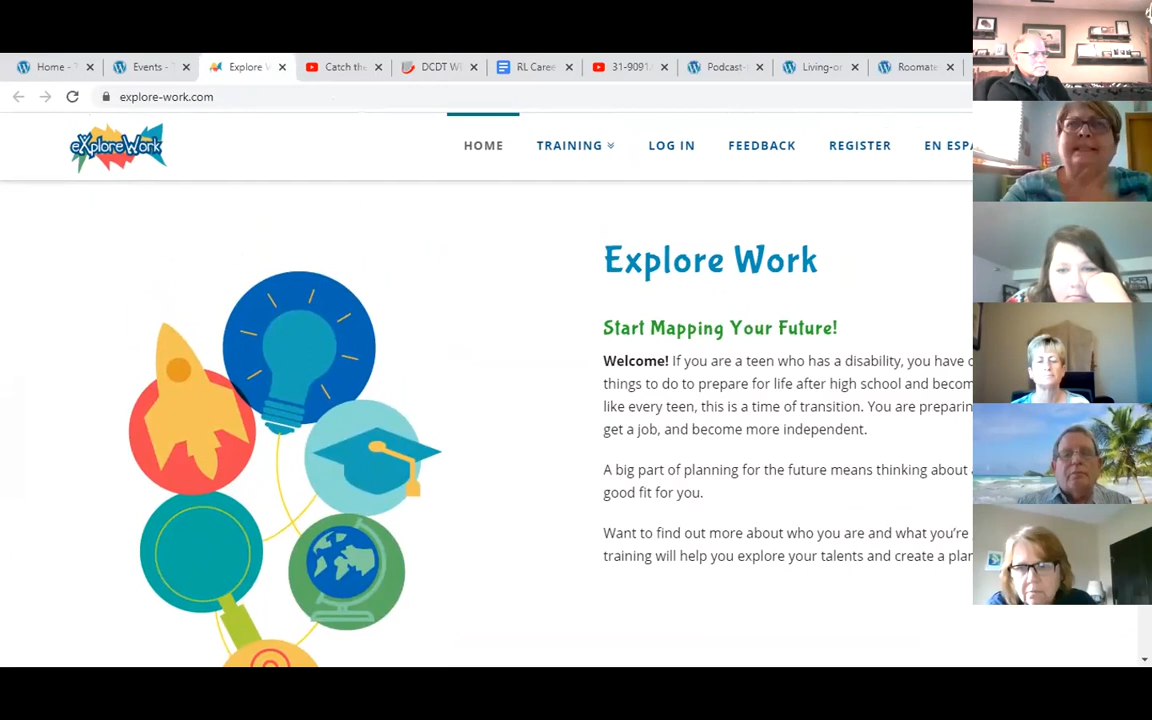 Home - Events - Explore W Catch the DCDT W RL Caree 31-9091 Podcast- Living-or Roomate
explore-work.com
eXploreWork
HOME TRAINING LOG IN FEEDBACK REGISTER EN ESPA
Explore Work
Start Mapping Your Future!
Welcome! If you are a teen who has a disability, you have
things to do to prepare for life after high school and becom
like every teen, this is a time of transition. You are preparin
get a job, and become more independent.
A big part of planning for the future means thinking about
good fit for you.
Want to find out more about who you are and what you're
training will help you explore your talents and create a plan